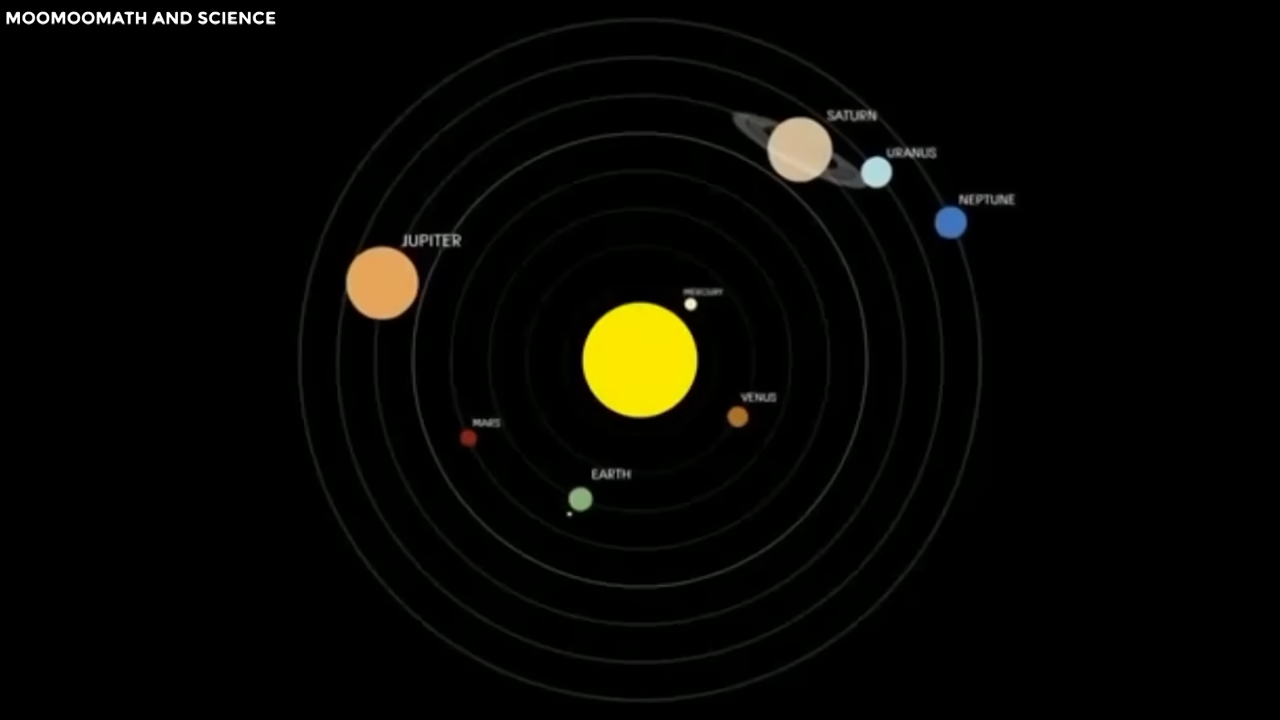 MOOMOOMATH AND SCIENCE
SATURN
URANUS
NEPTUNE
JUPITER
MERCURY
VENUS
MARS
EARTH